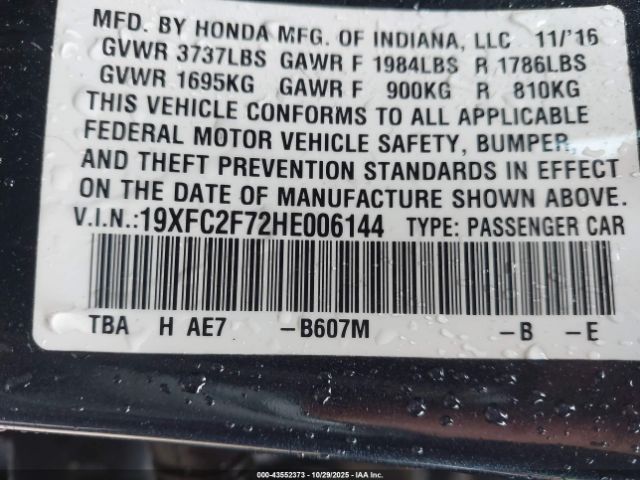 MFD. BY HONDA MFG. OF INDIANA, LLC 11/'16
GVWR 3737LBS GAWR F 1984LBS R 1786LBS
GVWR 1695KG GAWR F 900KG R 810KG
THIS VEHICLE CONFORMS TO ALL APPLICABLE
FEDERAL MOTOR VEHICLE SAFETY, BUMPER,
AND THEFT PREVENTION STANDARDS IN EFFECT
ON THE DATE OF MANUFACTURE SHOWN ABOVE.
V.I.N.:19XFC2F72HE006144 TYPE: PASSENGER CAR
TBA H AE7 –B607M –B –E
00-43552373 - 10/29/2025 - IAA Inc.